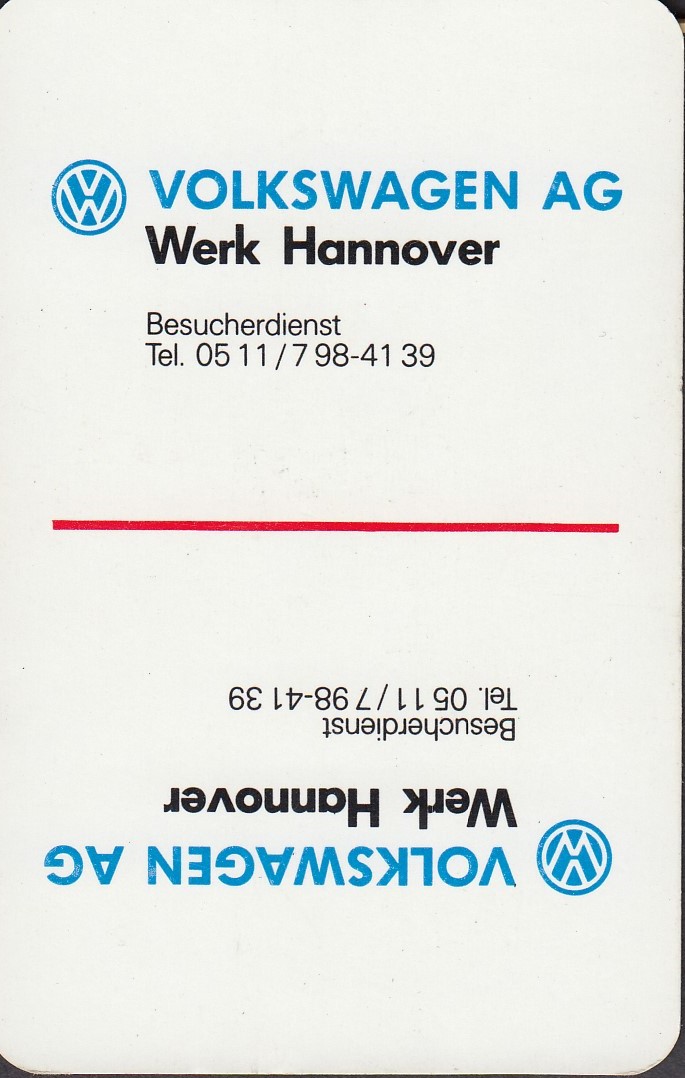 VOLKSWAGEN AG
Werk Hannover
Besucherdienst
Tel. 05 11/7 98-41 39
VOLKSWAGEN AG
Werk Hannover
Besucherdienst
Tel. 05 11/7 98-41 39